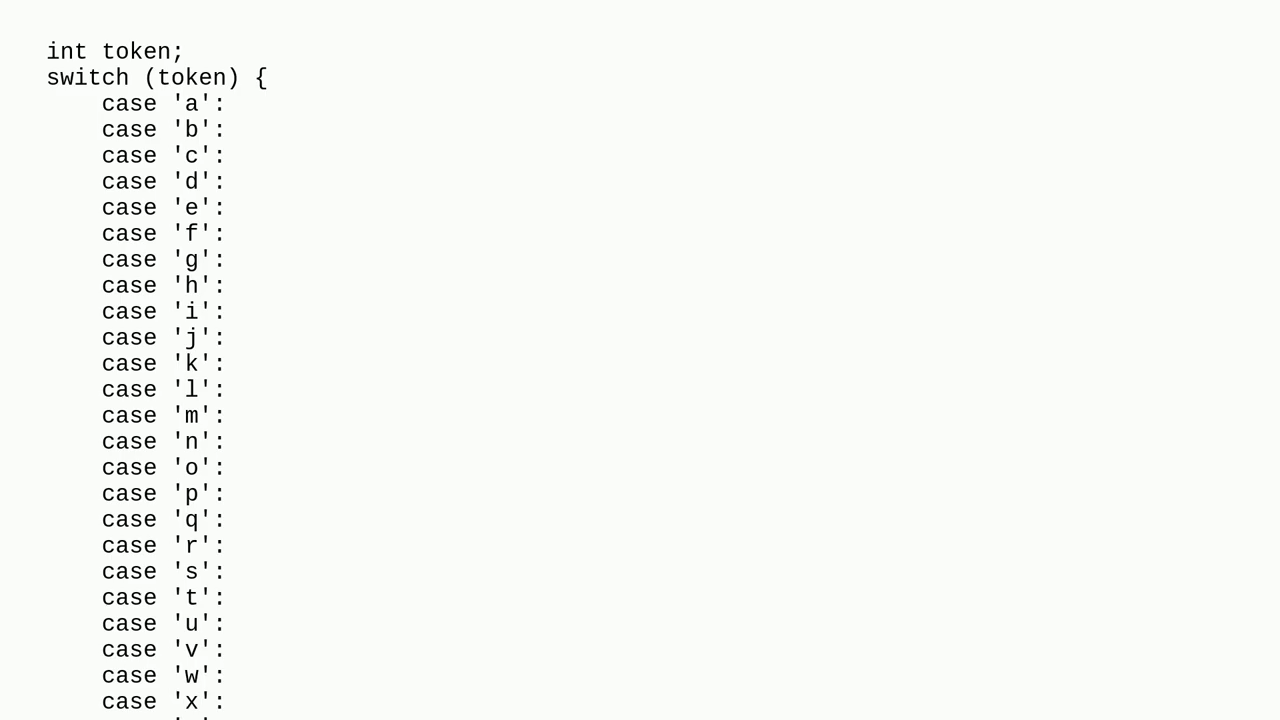 int token;
switch (token) {
    case 'a':
    case 'b':
    case 'c':
    case 'd':
    case 'e':
    case 'f':
    case 'g':
    case 'h':
    case 'i':
    case 'j':
    case 'k':
    case 'l':
    case 'm':
    case 'n':
    case 'o':
    case 'p':
    case 'q':
    case 'r':
    case 's':
    case 't':
    case 'u':
    case 'v':
    case 'w':
    case 'x':